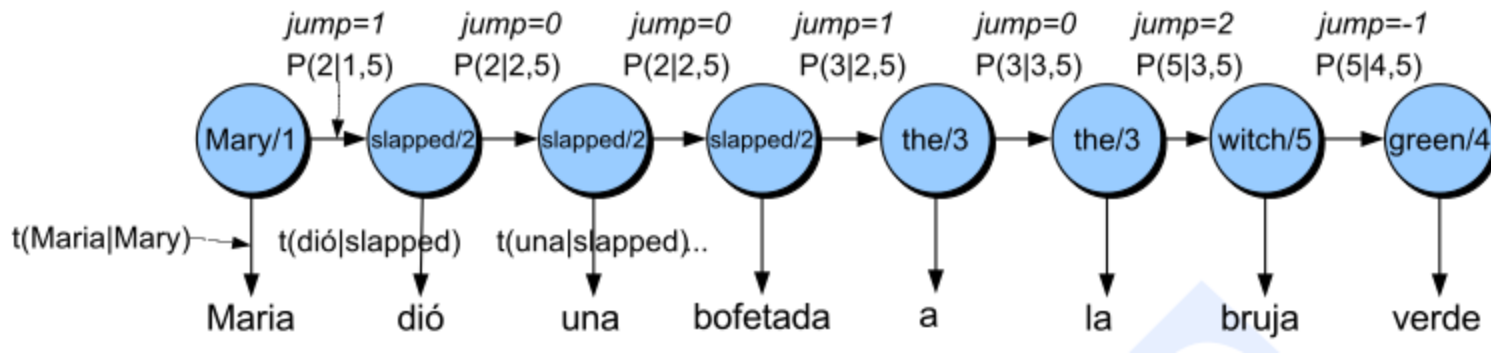 jump=1 jump=0 jump=0 jump=1 jump=0 jump=2 jump=-1
P(2|1,5) P(2|2,5) P(2|2,5) P(3|2,5) P(3|3,5) P(5|3,5) P(5|4,5)
Mary/1 slapped/2 slapped/2 slapped/2 the/3 the/3 witch/5 green/4
t(Maria|Mary) t(dió|slapped) t(una|slapped)...
Maria dió una bofetada a la bruja verde